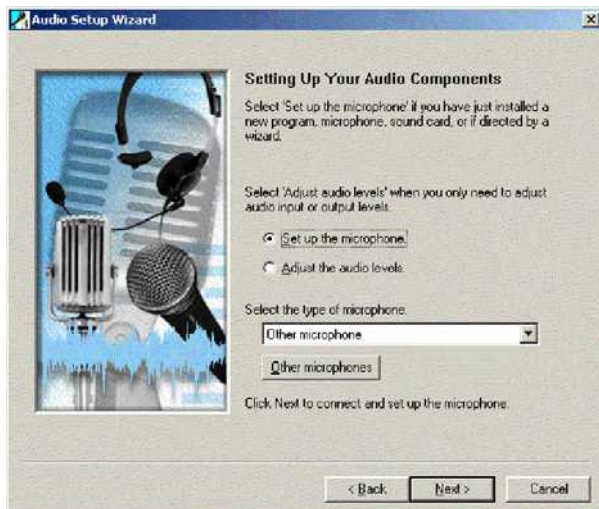 Audio Setup Wizard
Setting Up Your Audio Components
Select 'Set up the microphone' if you have just installed a
new program, microphone, sound card, or if directed by a
wizard.
Select 'Adjust audio levels' when you only need to adjust
audio input or output levels.
Set up the microphone.
Adjust the audio levels.
Select the type of microphone.
Other microphone
Other microphones
Click Next to connect and set up the microphone.
< Back
Next >
Cancel